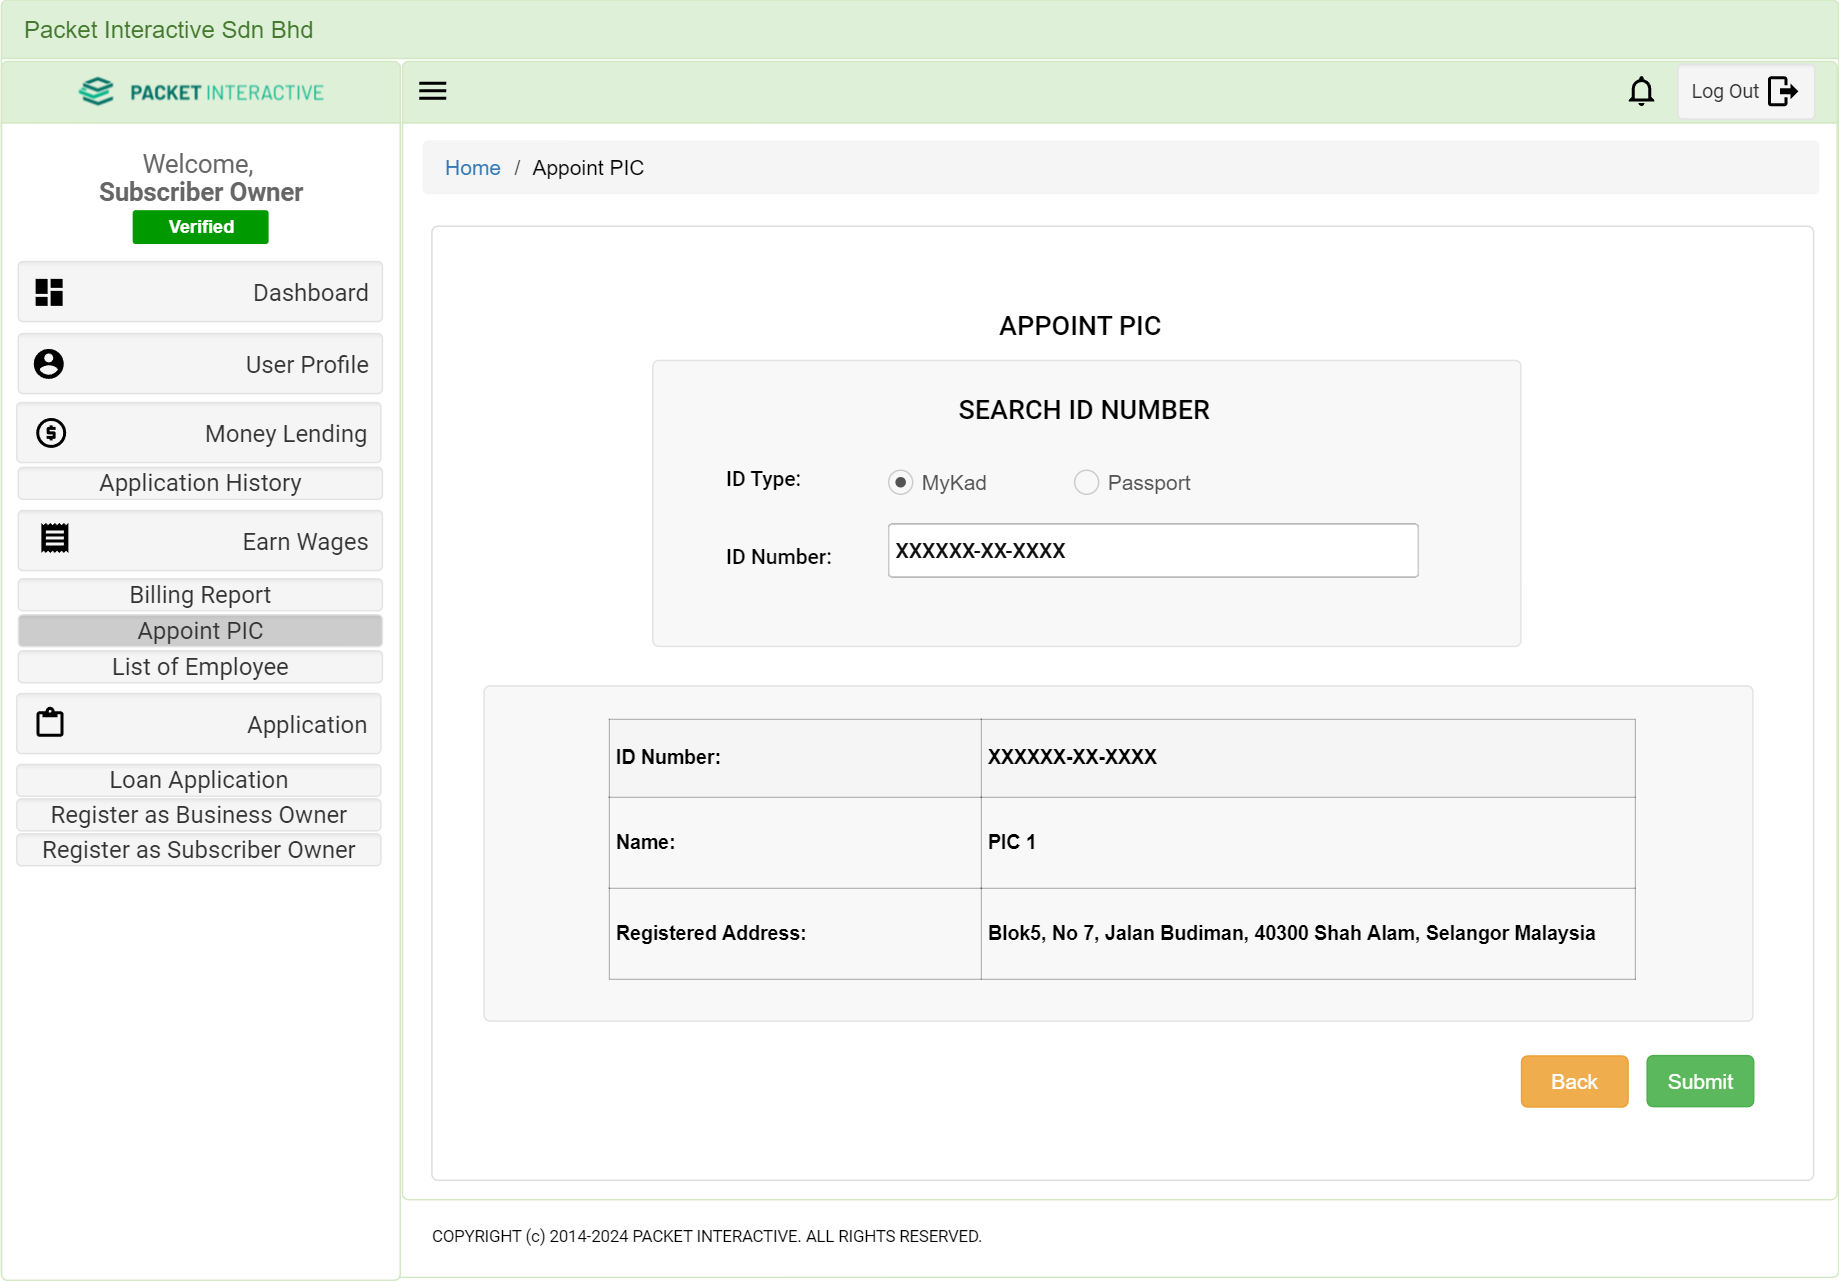 Packet Interactive Sdn Bhd
PACKET INTERACTIVE
Log Out
Welcome,
Subscriber Owner
Verified
Dashboard
User Profile
Money Lending
Application History
Earn Wages
Billing Report
Appoint PIC
List of Employee
Application
Loan Application
Register as Business Owner
Register as Subscriber Owner
Home / Appoint PIC
APPOINT PIC
SEARCH ID NUMBER
ID Type: MyKad Passport
ID Number: XXXXXX-XX-XXXX
ID Number: XXXXXX-XX-XXXX
Name: PIC 1
Registered Address: Blok5, No 7, Jalan Budiman, 40300 Shah Alam, Selangor Malaysia
Back Submit
COPYRIGHT (c) 2014-2024 PACKET INTERACTIVE. ALL RIGHTS RESERVED.